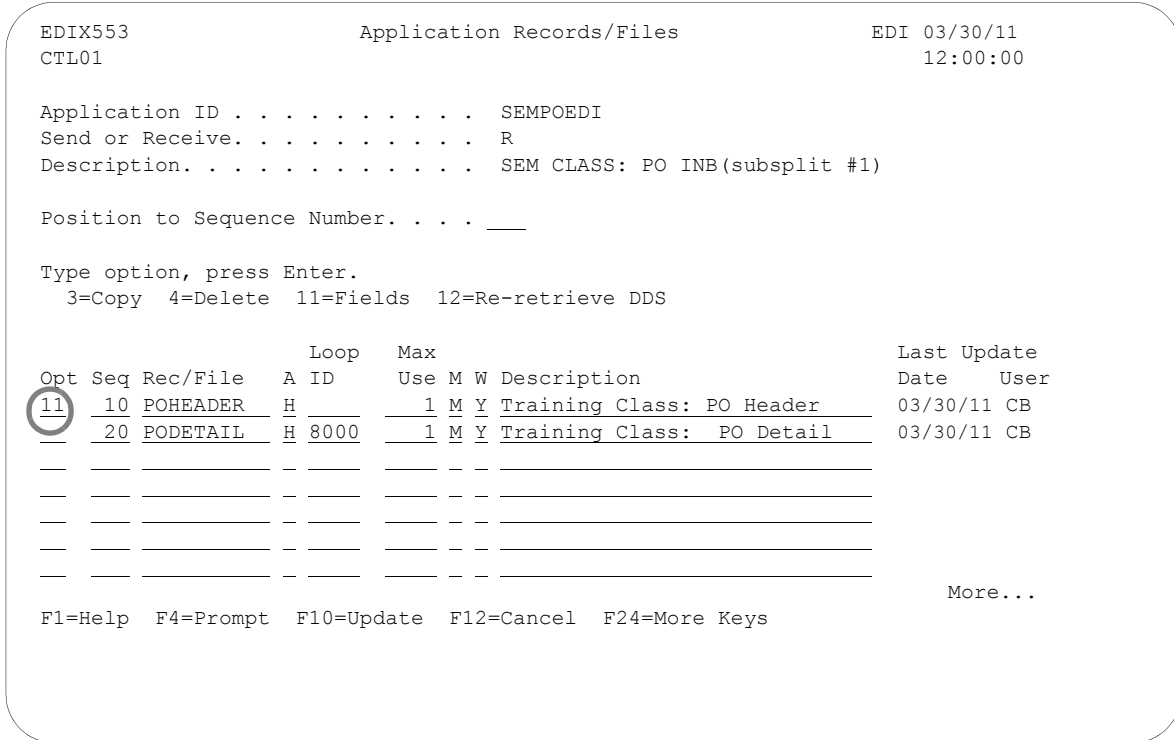 EDIX553 Application Records/Files EDI 03/30/11
CTL01 12:00:00
Application ID . . . . . . . . . . SEMPOEDI
Send or Receive. . . . . . . . . . R
Description. . . . . . . . . . . . SEM CLASS: PO INB(subsplit #1)
Position to Sequence Number. . . . ___
Type option, press Enter.
3=Copy 4=Delete 11=Fields 12=Re-retrieve DDS
Loop Max Last Update
Opt Seq Rec/File A ID Use M W Description Date User
11 10 POHEADER H 1 M Y Training Class: PO Header 03/30/11 CB
20 PODETAIL H 8000 1 M Y Training Class: PO Detail 03/30/11 CB
More...
F1=Help F4=Prompt F10=Update F12=Cancel F24=More Keys